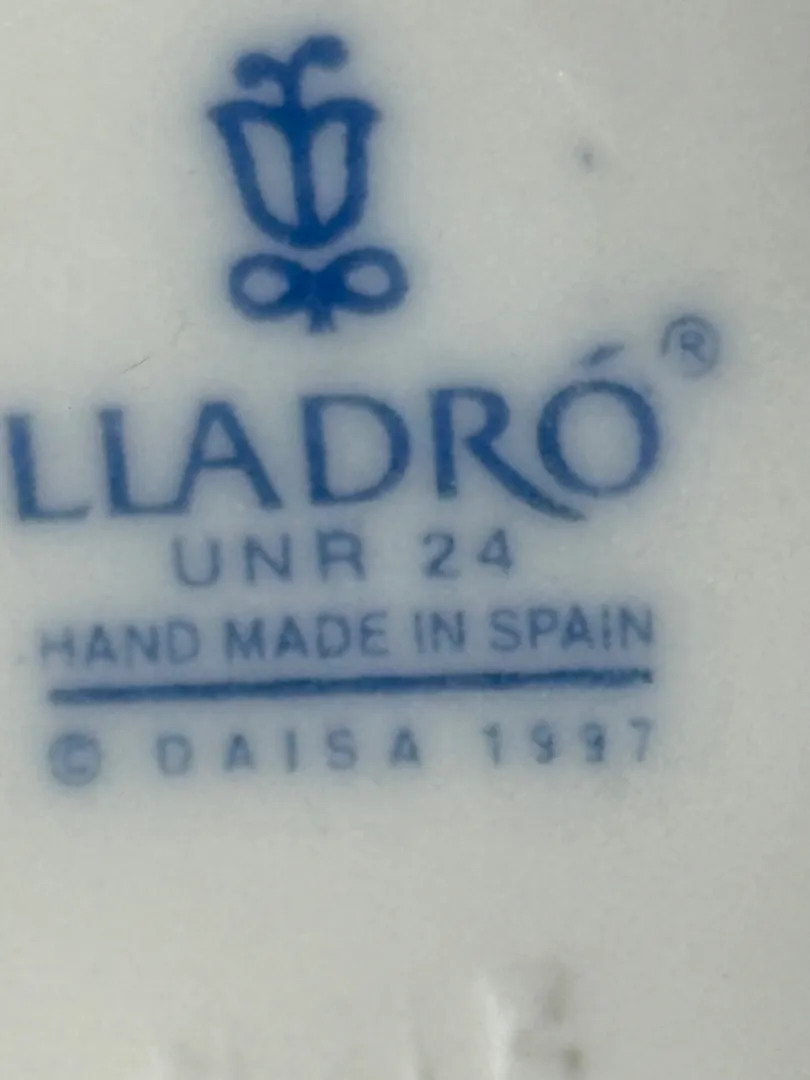 LLADRÓ®
UNR 24
HAND MADE IN SPAIN
© DAISA 1997